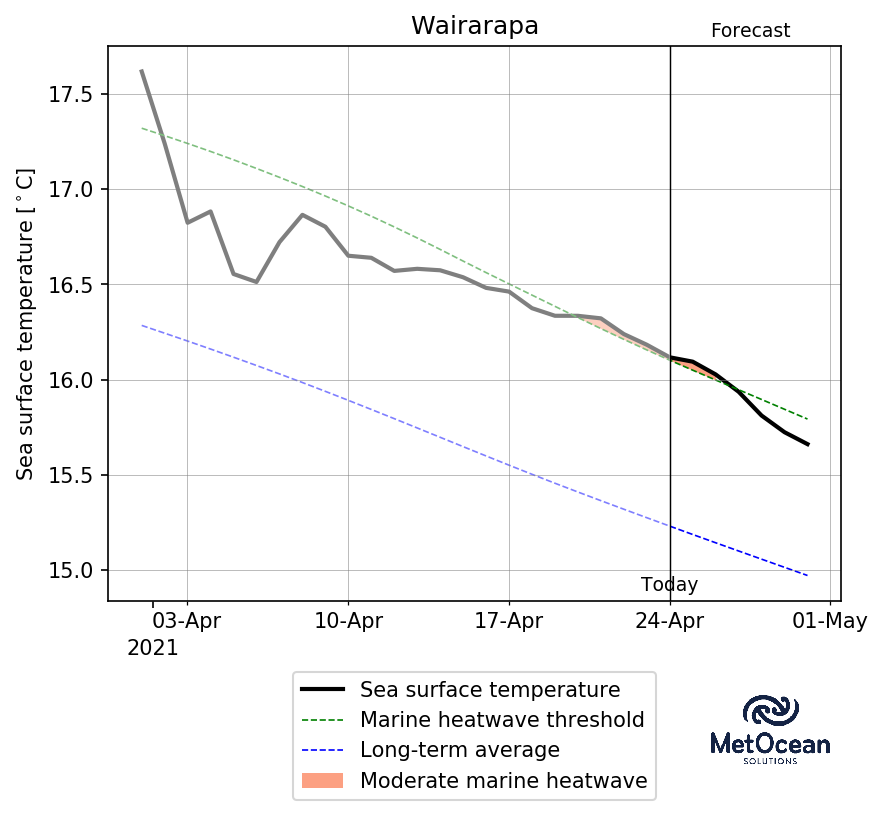 Wairarapa
Forecast
Sea surface temperature [°C]
17.5
17.0
16.5
16.0
15.5
15.0
Today
03-Apr 10-Apr 17-Apr 24-Apr 01-May
2021
Sea surface temperature
Marine heatwave threshold
Long-term average
Moderate marine heatwave
MetOcean
SOLUTIONS